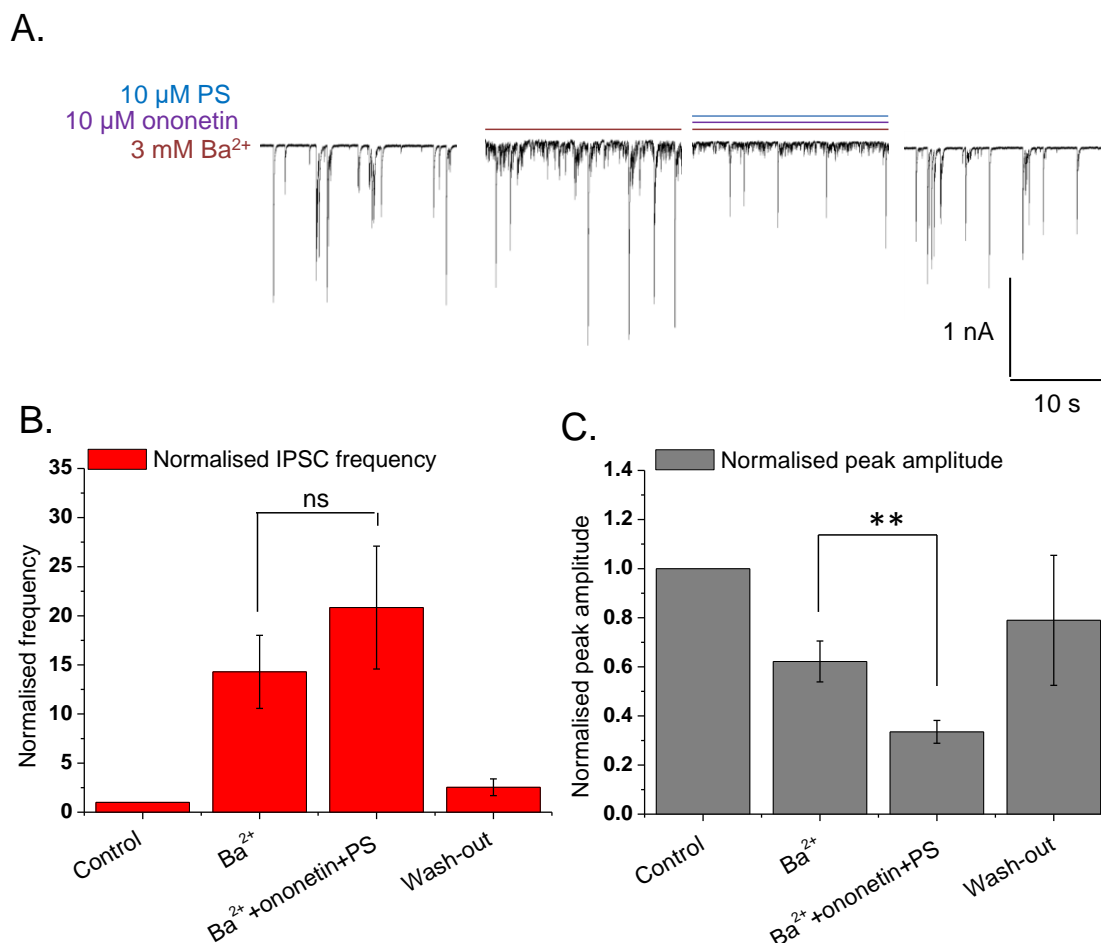 A.
10 µM PS
10 µM ononetin
3 mM Ba²⁺
1 nA
10 s
B.
Normalised IPSC frequency
35
30
25
20
15
10
5
0
Normalised frequency
ns
Control
Ba²⁺
Ba²⁺+ononetin+PS
Wash-out
C.
Normalised peak amplitude
1.4
1.2
1.0
0.8
0.6
0.4
0.2
0.0
Normalised peak amplitude
**
Control
Ba²⁺
Ba²⁺+ononetin+PS
Wash-out